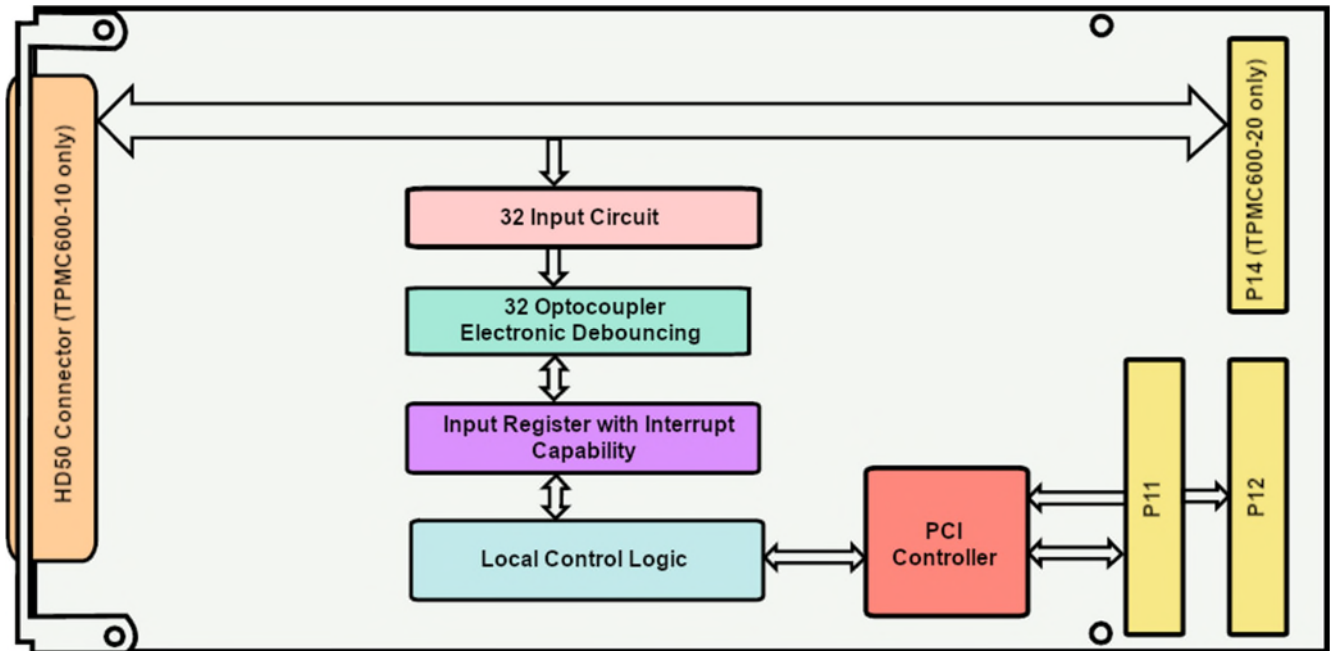 HD50 Connector (TPMC600-10 only)
P14 (TPMC600-20 only)
32 Input Circuit
32 Optocoupler
Electronic Debouncing
Input Register with Interrupt
Capability
Local Control Logic
PCI
Controller
P11
P12